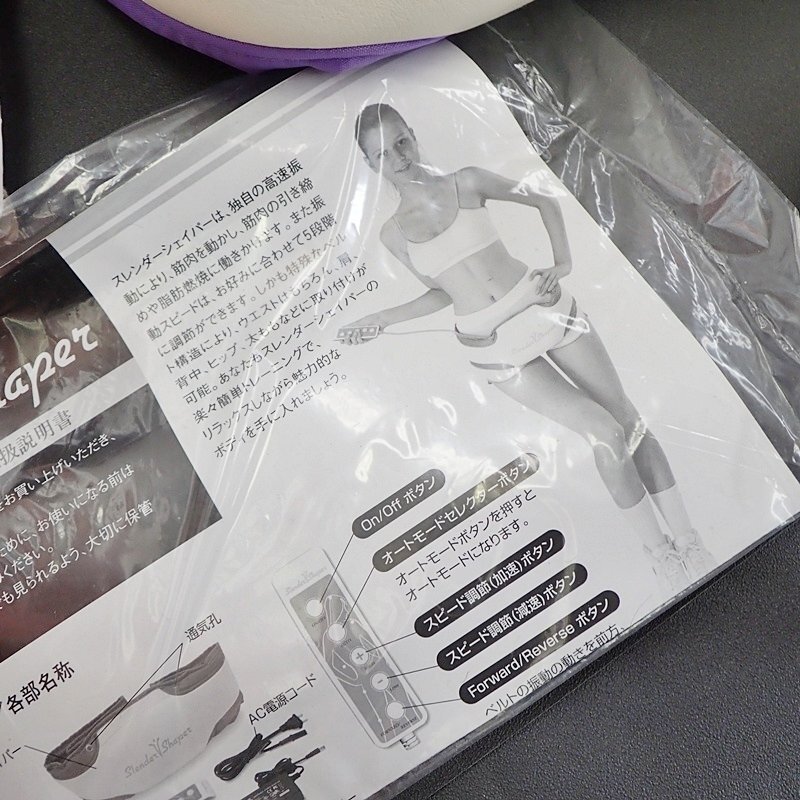 スレンダーシェイパーは、独自の高速振
動により、筋肉を動かし、筋肉の引き締
めや脂肪燃焼に働きかけます。また振
動スピードは、お好みに合わせて5段階
に調節ができます。しかも特殊なベル
ト構造により、ウエストはもちろん、肩、
背中、ヒップ、太ももなどに取り付けが
可能。あなたもスレンダーシェイパーの
楽々簡単トレーニングで、
リラックスしながら魅力的な
ボディを手に入れましょう。
haper
扱説明書
お買い上げいただき、
ために、お使いになる前は
ください。
でも見られるよう、大切に保管
On/Off ボタン
オートモードセレクターボタン
オートモードボタンを押すと
オートモードになります。
スピード調節(加速)ボタン
スピード調節(減速)ボタン
Forward/Reverse ボタン
ベルトの振動の動きを前方、
各部名称
通気孔
AC電源コード
イパー
Slender Shaper
Slender Shaper